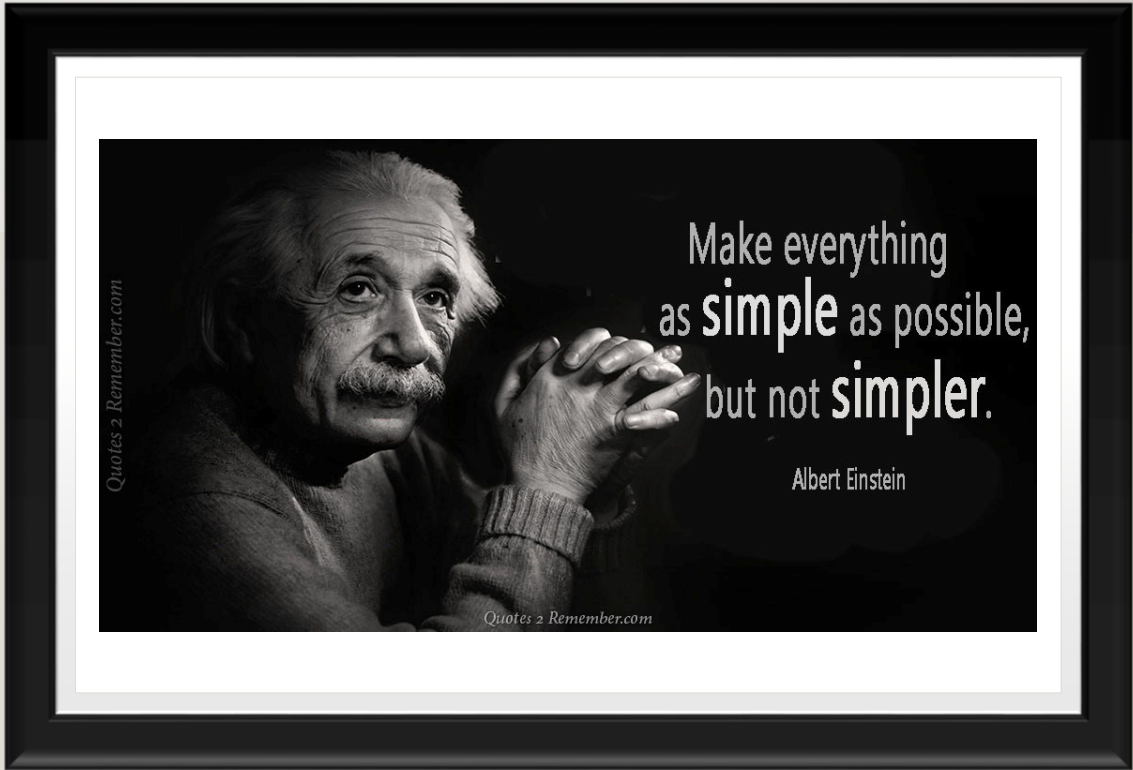 Make everything
as simple as possible,
but not simpler.
Albert Einstein
Quotes 2 Remember.com
Quotes 2 Remember.com